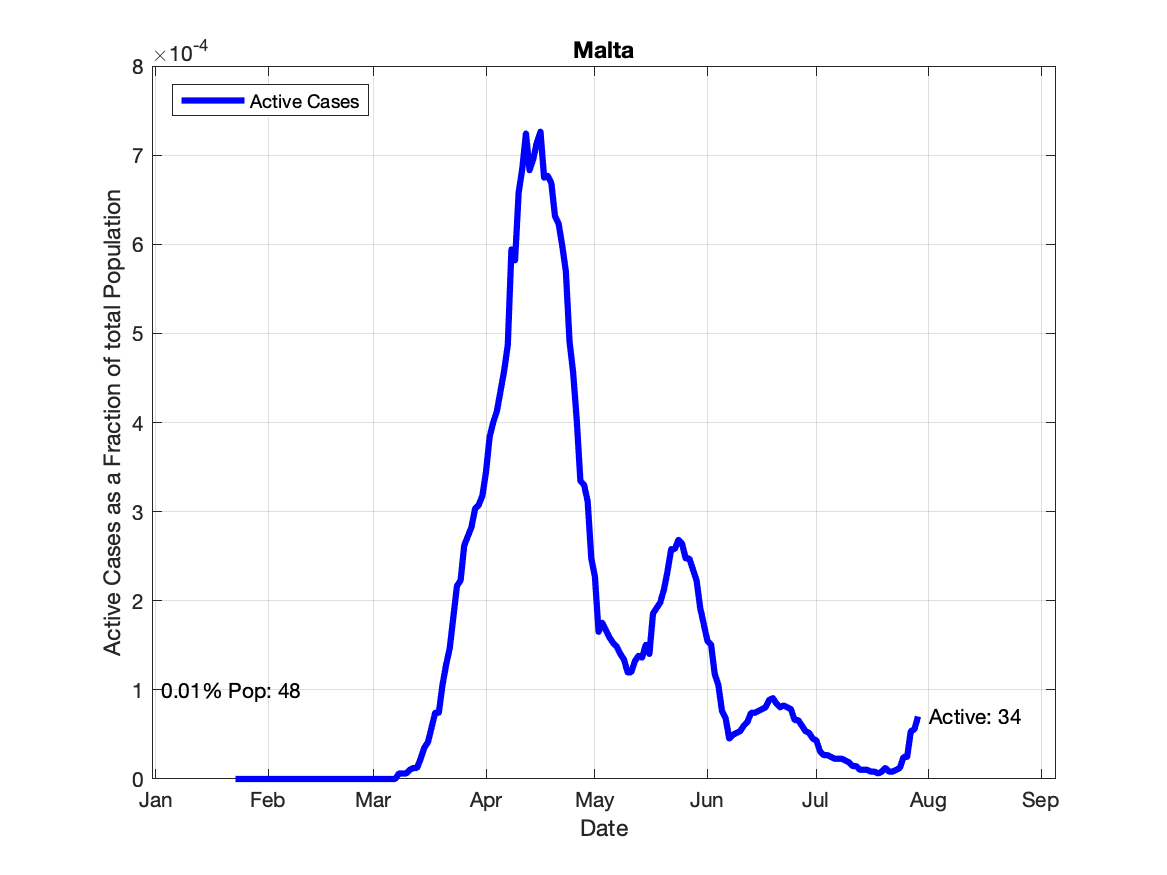 Malta
×10-4
8
7
6
5
4
3
2
1
0
Active Cases as a Fraction of total Population
Active Cases
0.01% Pop: 48
Active: 34
Jan Feb Mar Apr May Jun Jul Aug Sep
Date